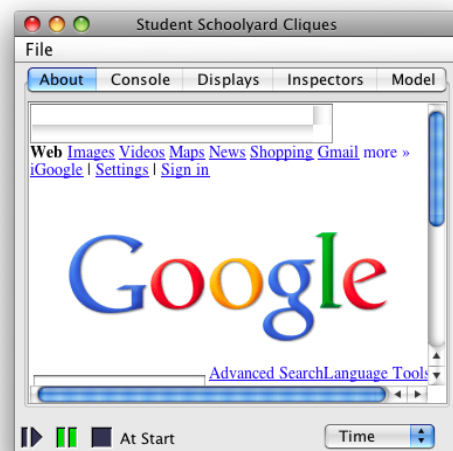 Student Schoolyard Cliques
File
About Console Displays Inspectors Model
Web Images Videos Maps News Shopping Gmail more »
iGoogle | Settings | Sign in
Google
Advanced SearchLanguage Tools
At Start Time